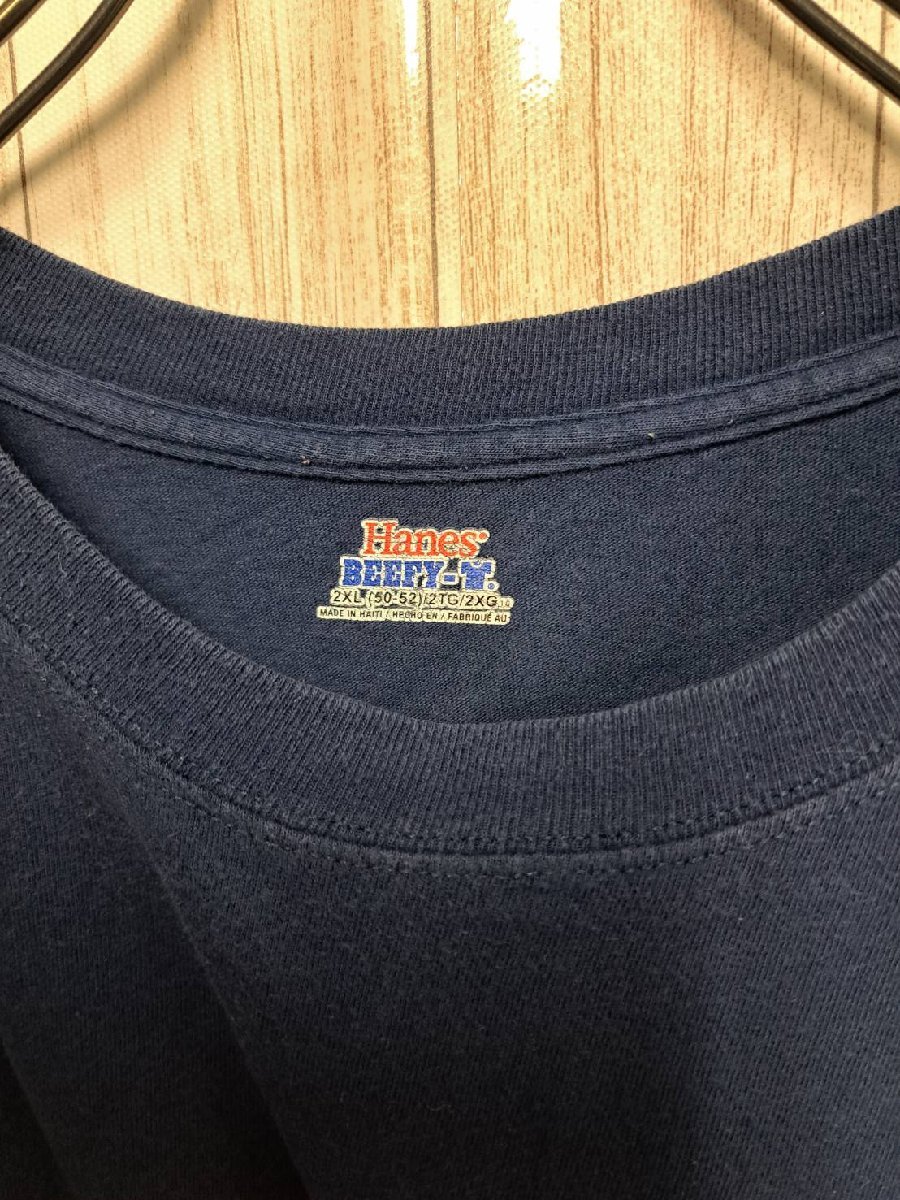 Hanes
BEEFY-T®
2XL (50-52)/2TG/2XG
MADE IN HAITI / HECHO EN / FABRIQUÉ AU